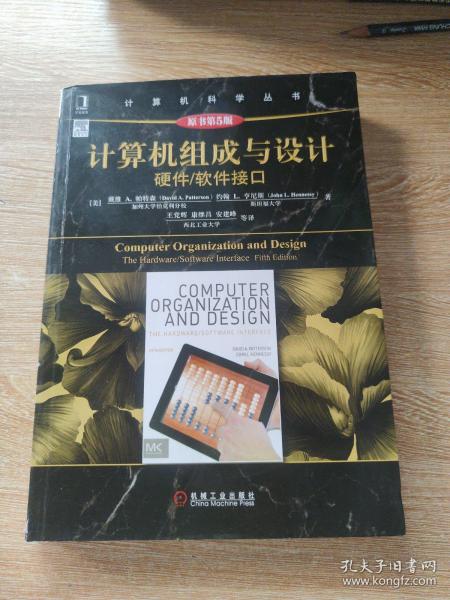 计算机科学丛书
原书第5版
计算机组成与设计
硬件/软件接口
[美] 戴维 A. 帕特森 (David A. Patterson) 约翰 L. 亨尼斯 (John L. Hennessy) 著
加州大学伯克利分校 斯坦福大学
王党辉 康继昌 安建峰 等译
西北工业大学
Computer Organization and Design
The Hardware/Software Interface Fifth Edition
COMPUTER
ORGANIZATION
AND DESIGN
THE HARDWARE/SOFTWARE INTERFACE
FIFTH EDITION
DAVID A. PATTERSON
JOHN L. HENNESSY
MK
机械工业出版社
China Machine Press
孔夫子旧书网
www.kongfz.com